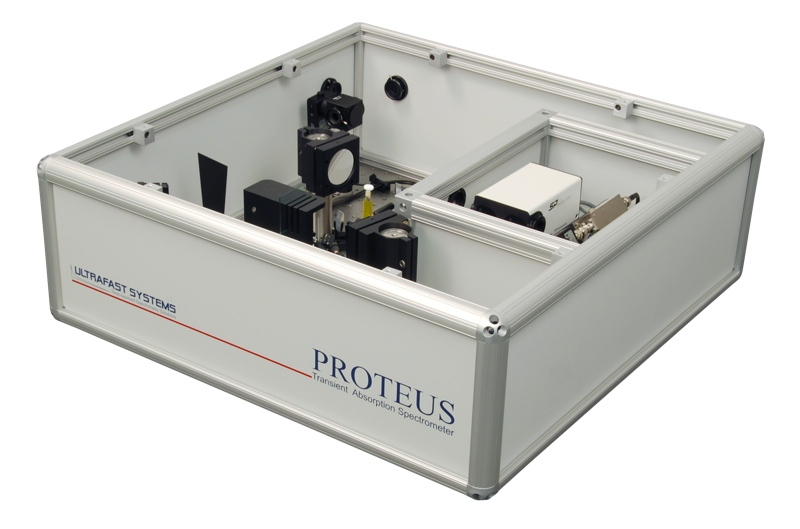 ULTRAFAST SYSTEMS
PROTEUS
Transient Absorption Spectrometer